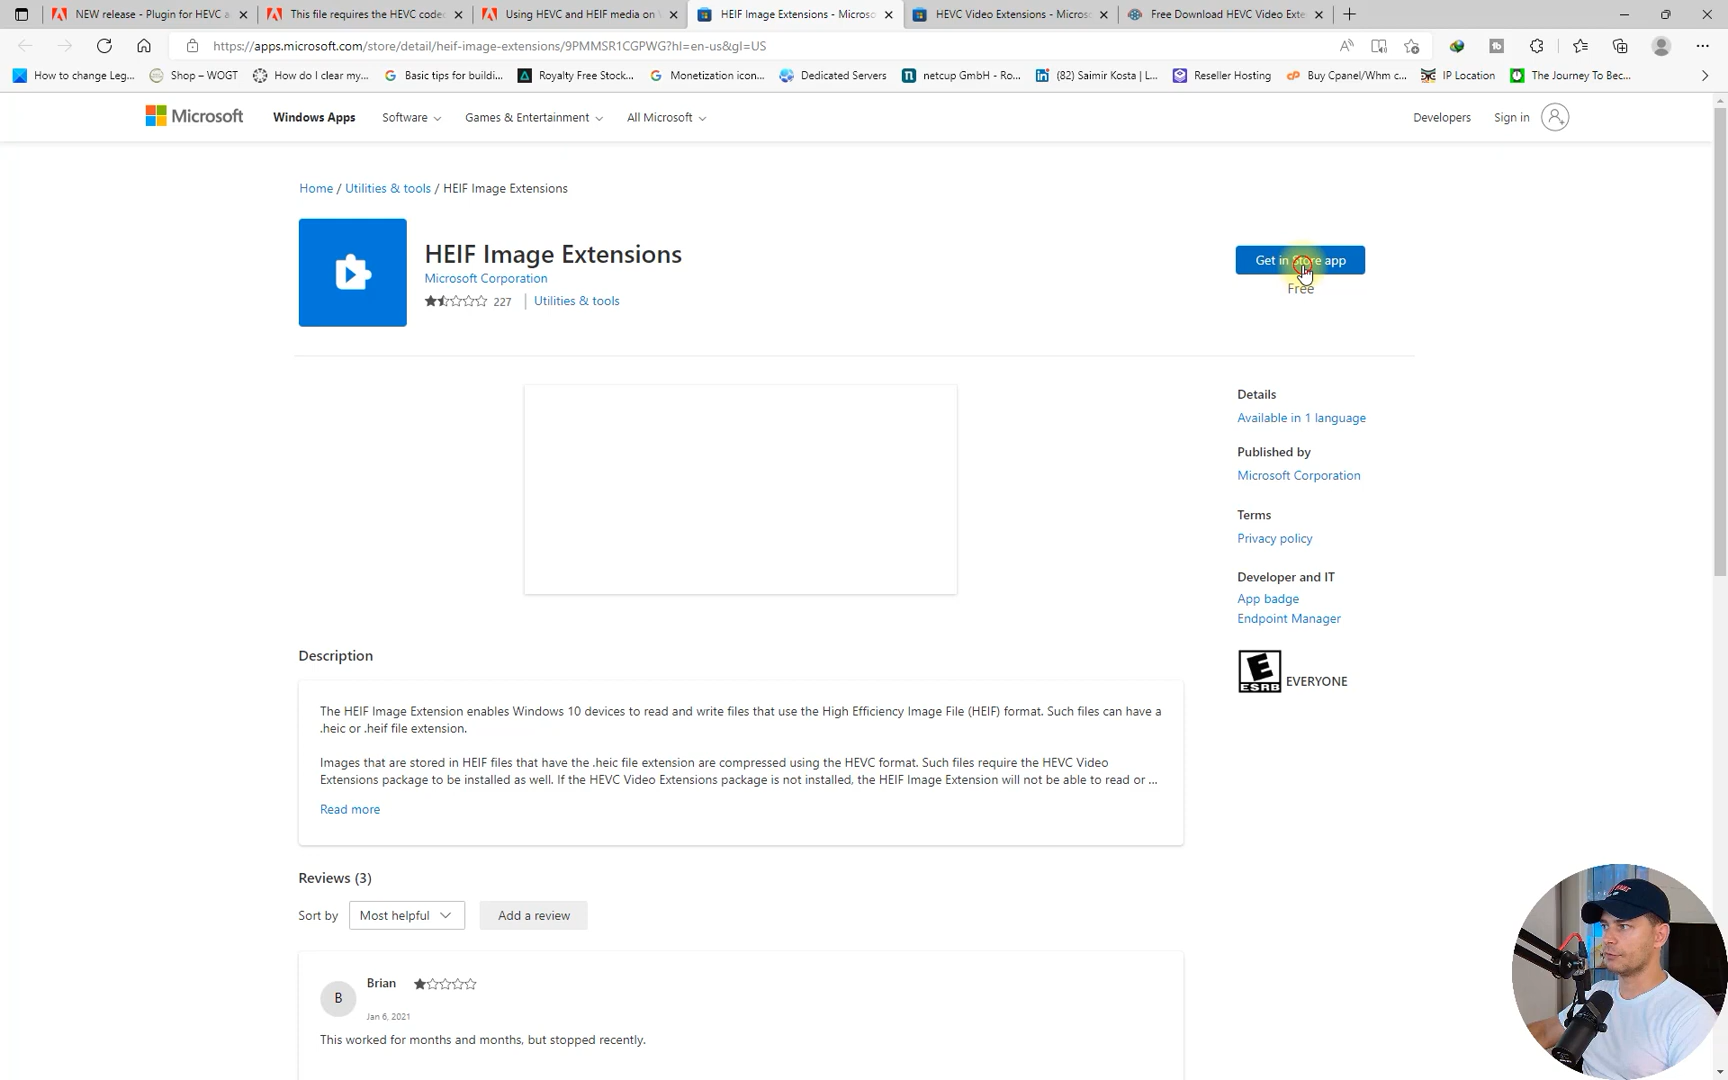 NEW release - Plugin for HEVC a
This file requires the HEVC codec
Using HEVC and HEIF media on
HEIF Image Extensions - Microso
HEVC Video Extensions - Micros
Free Download HEVC Video Exte
https://apps.microsoft.com/store/detail/heif-image-extensions/9PMMSR1CGPWG?hl=en-us&gl=US
How to change Leg...
Shop – WOGT
How do I clear my...
Basic tips for buildi...
Royalty Free Stock...
Monetization icon...
Dedicated Servers
netcup GmbH - Ro...
(82) Saimir Kosta | L...
Reseller Hosting
Buy Cpanel/Whm c...
IP Location
The Journey To Bec...
Microsoft
Windows Apps
Software
Games & Entertainment
All Microsoft
Developers
Sign in
Home / Utilities & tools / HEIF Image Extensions
HEIF Image Extensions
Microsoft Corporation
227
Utilities & tools
Get in Store app
Free
Details
Available in 1 language
Published by
Microsoft Corporation
Terms
Privacy policy
Developer and IT
App badge
Endpoint Manager
E
ESRB
EVERYONE
Description
The HEIF Image Extension enables Windows 10 devices to read and write files that use the High Efficiency Image File (HEIF) format. Such files can have a
.heic or .heif file extension.
Images that are stored in HEIF files that have the .heic file extension are compressed using the HEVC format. Such files require the HEVC Video
Extensions package to be installed as well. If the HEVC Video Extensions package is not installed, the HEIF Image Extension will not be able to read or ...
Read more
Reviews (3)
Sort by
Most helpful
Add a review
B
Brian
Jan 6, 2021
This worked for months and months, but stopped recently.